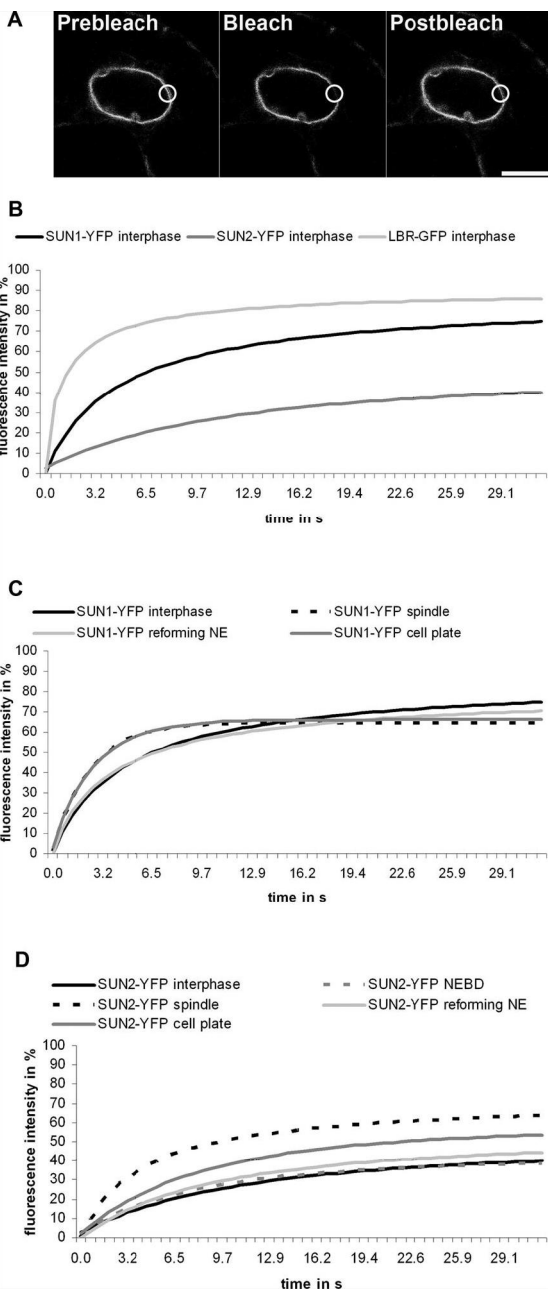 A
Prebleach Bleach Postbleach
B
SUN1-YFP interphase SUN2-YFP interphase LBR-GFP interphase
fluorescence intensity in %
100
90
80
70
60
50
40
30
20
10
0
0.0 3.2 6.5 9.7 12.9 16.2 19.4 22.6 25.9 29.1
time in s
C
SUN1-YFP interphase SUN1-YFP spindle
SUN1-YFP reforming NE SUN1-YFP cell plate
fluorescence intensity in %
100
90
80
70
60
50
40
30
20
10
0
0.0 3.2 6.5 9.7 12.9 16.2 19.4 22.6 25.9 29.1
time in s
D
SUN2-YFP interphase SUN2-YFP NEBD
SUN2-YFP spindle SUN2-YFP reforming NE
SUN2-YFP cell plate
fluorescence intensity in %
100
90
80
70
60
50
40
30
20
10
0
0.0 3.2 6.5 9.7 12.9 16.2 19.4 22.6 25.9 29.1
time in s